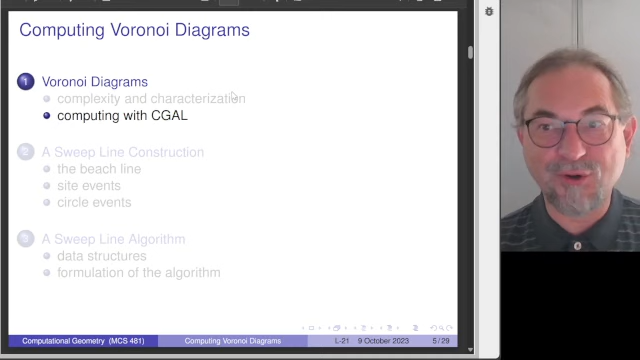 Computing Voronoi Diagrams
1 Voronoi Diagrams
complexity and characterization
computing with CGAL
2 A Sweep Line Construction
the beach line
site events
circle events
3 A Sweep Line Algorithm
data structures
formulation of the algorithm
Computational Geometry (MCS 481) Computing Voronoi Diagrams L-21 9 October 2023 5 / 29